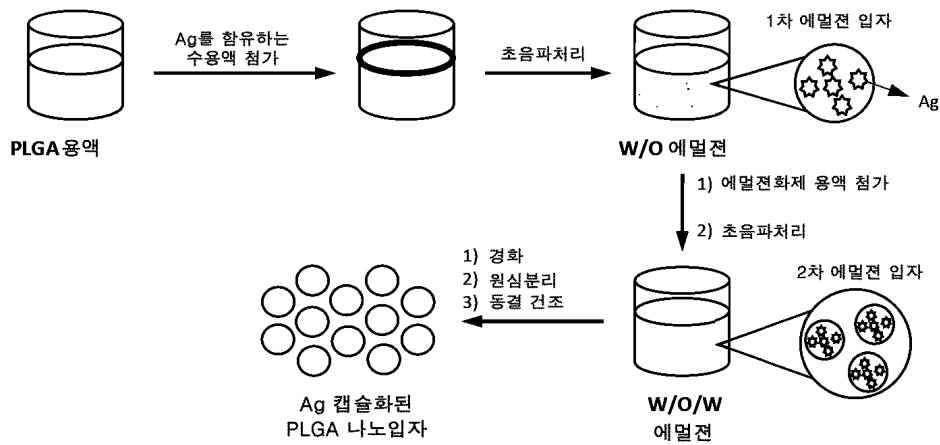 Ag를 함유하는
수용액 첨가
초음파처리
1차 에멀젼 입자
Ag
PLGA 용액
W/O 에멀젼
1) 에멀젼화제 용액 첨가
2) 초음파처리
1) 경화
2) 원심분리
3) 동결 건조
2차 에멀젼 입자
Ag 캡슐화된
PLGA 나노입자
W/O/W
에멀젼